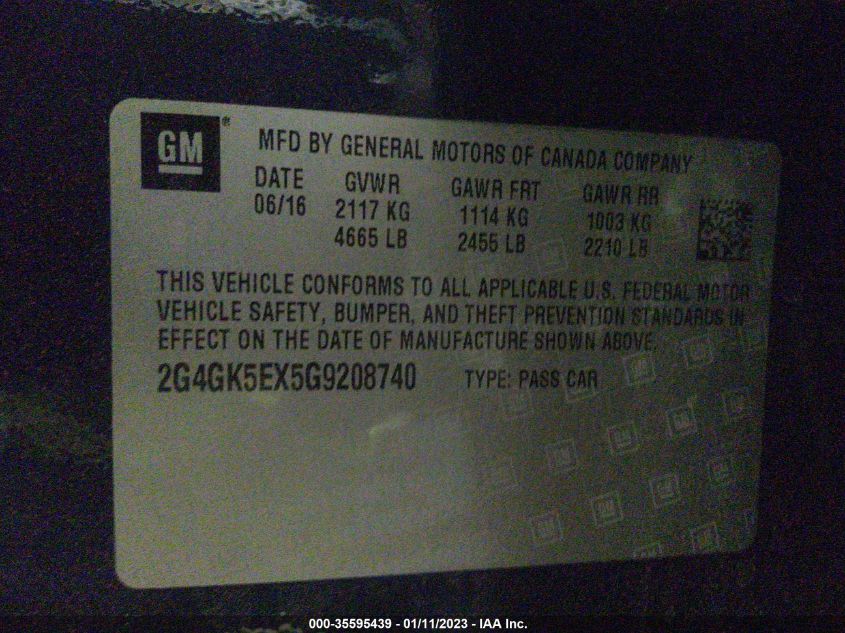 GM® MFD BY GENERAL MOTORS OF CANADA COMPANY
DATE GVWR GAWR FRT GAWR RR
06/16 2117 KG 1114 KG 1003 KG
4665 LB 2455 LB 2210 LB
THIS VEHICLE CONFORMS TO ALL APPLICABLE U.S. FEDERAL MOTOR
VEHICLE SAFETY, BUMPER, AND THEFT PREVENTION STANDARDS IN
EFFECT ON THE DATE OF MANUFACTURE SHOWN ABOVE.
2G4GK5EX5G9208740 TYPE: PASS CAR
000-35595439 - 01/11/2023 - IAA Inc.